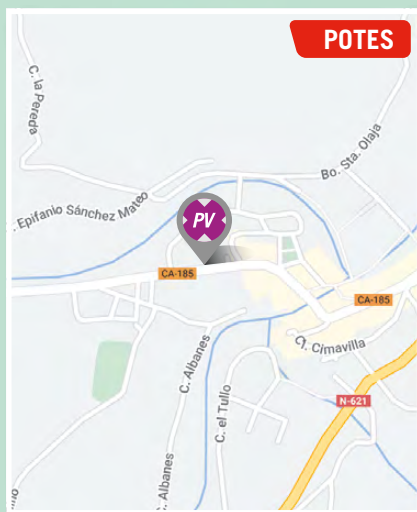 POTES
C. la Pereda
Bo. Sta. Olaja
. Epifanio Sánchez Mateo
PV
CA-185
CA-185
Cl. Cimavilla
C. Albanes
C. el Tullo
N-621
C. Albanes